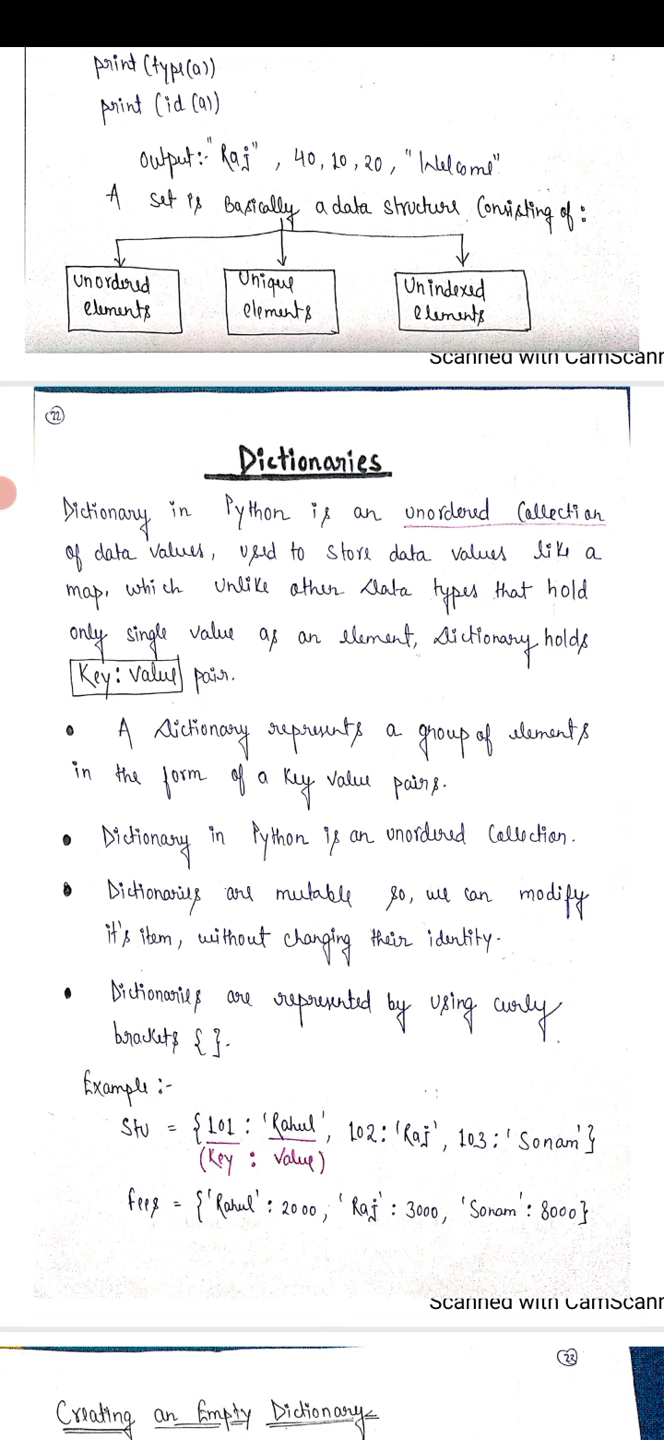 print (type(a))
print (id (a))
Output:- "Raj" , 40, 10, 20, "Welcome"
A set is Basically a data structure Consisting of :
Unordered elements
Unique elements
Unindexed elements
Scanned with CamScann
22
Dictionaries
Dictionary in Python is an unordered Collection
of data values, used to store data values like a
map, which unlike other data types that hold
only single value as an element, Dictionary holds
Key : Value pair.
• A Dictionary represents a group of elements
in the form of a Key value pairs.
• Dictionary in Python is an unordered Collection.
• Dictionaries are mutable so, we can modify
it's item, without changing their identity.
• Dictionaries are represented by using curly
brackets { }.
Example :-
Stu = {101 : 'Rahul', 102 : 'Raj', 103 : 'Sonam'}
(Key : Value)
fees = {'Rahul' : 2000, 'Raj' : 3000, 'Sonam' : 8000}
Scanned with CamScann
23
Creating an Empty Dictionary